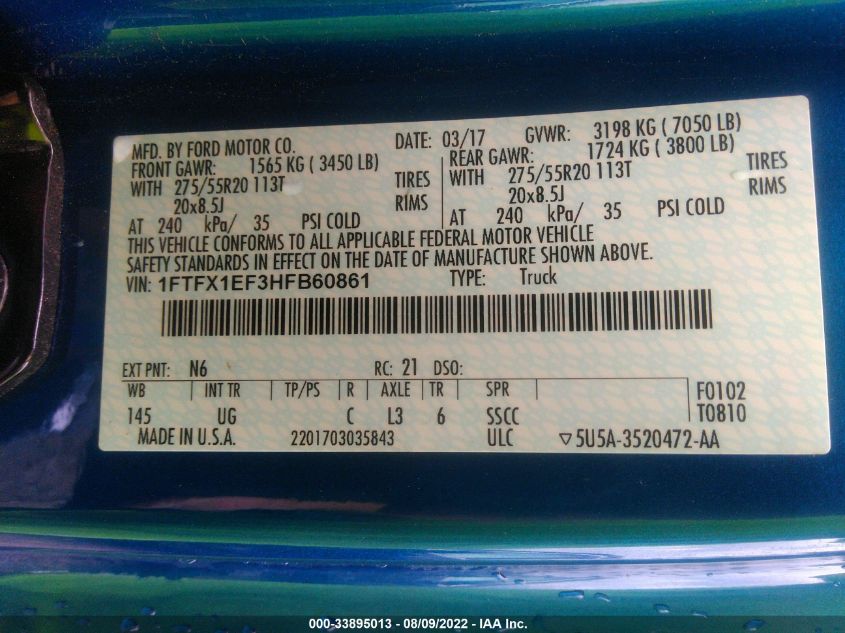 MFD. BY FORD MOTOR CO. DATE: 03/17 GVWR: 3198 KG ( 7050 LB)
FRONT GAWR: 1565 KG ( 3450 LB) REAR GAWR: 1724 KG ( 3800 LB)
WITH 275/55R20 113T TIRES WITH 275/55R20 113T TIRES
20x8.5J RIMS 20x8.5J RIMS
AT 240 kPa/ 35 PSI COLD AT 240 kPa/ 35 PSI COLD
THIS VEHICLE CONFORMS TO ALL APPLICABLE FEDERAL MOTOR VEHICLE
SAFETY STANDARDS IN EFFECT ON THE DATE OF MANUFACTURE SHOWN ABOVE.
VIN: 1FTFX1EF3HFB60861 TYPE: Truck
EXT PNT: N6 RC: 21 DSO:
WB INT TR TP/PS R AXLE TR SPR F0102
145 UG C L3 6 SSCC T0810
MADE IN U.S.A. 2201703035843 ULC ▽5U5A-3520472-AA
000-33895013 - 08/09/2022 - IAA Inc.